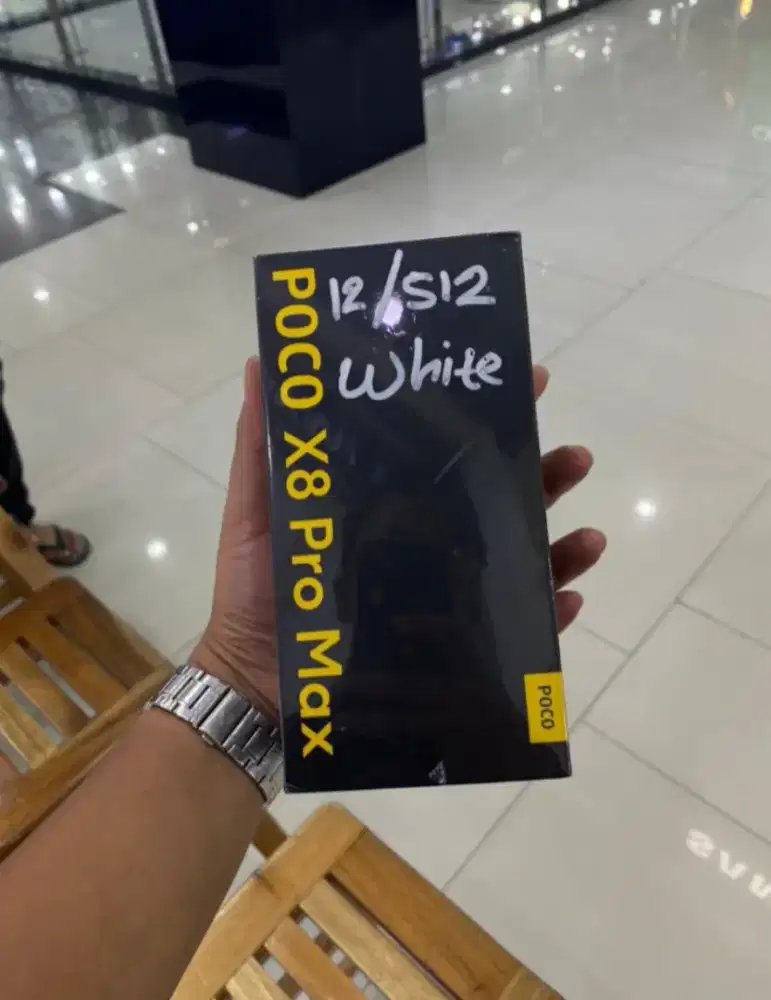 12/512
White
POCO X8 Pro Max
POCO